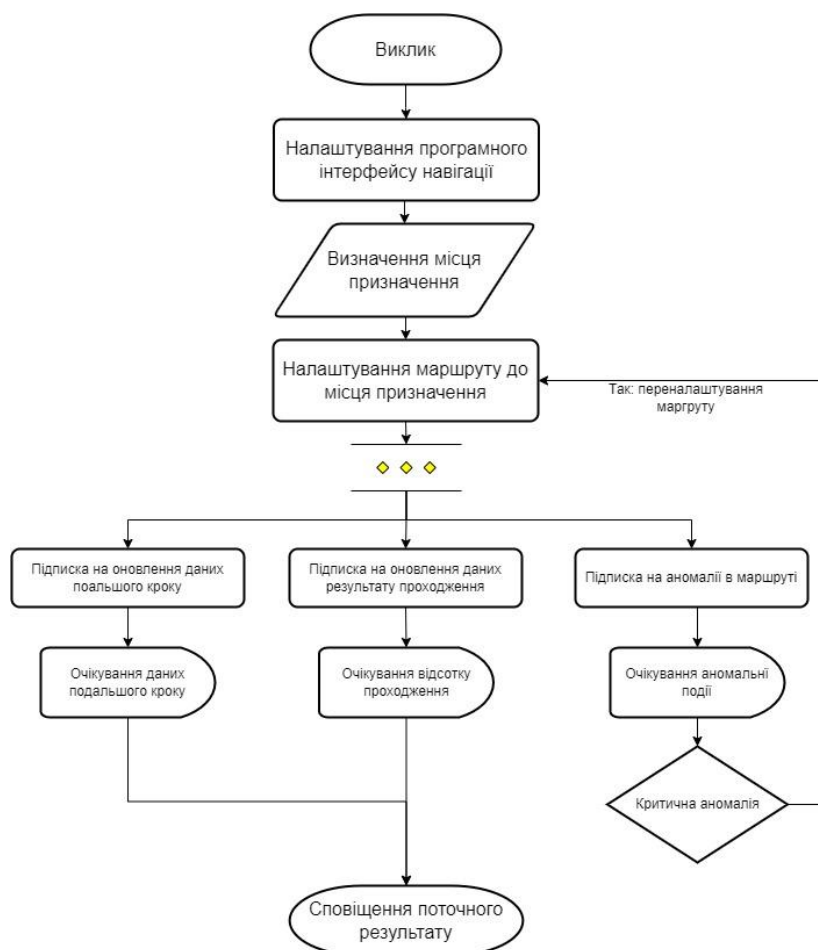 Виклик
Налаштування програмного
інтерфейсу навігації
Визначення місця
призначення
Налаштування маршруту до
місця призначення
Так: переналаштування
маргруту
Підписка на оновлення даних
поальшого кроку
Підписка на оновлення даних
результату проходження
Підписка на аномалії в маршруті
Очікування даних
подальшого кроку
Очікування відсотку
проходження
Очікування аномальні
події
Критична аномалія
Сповіщення поточного
результату